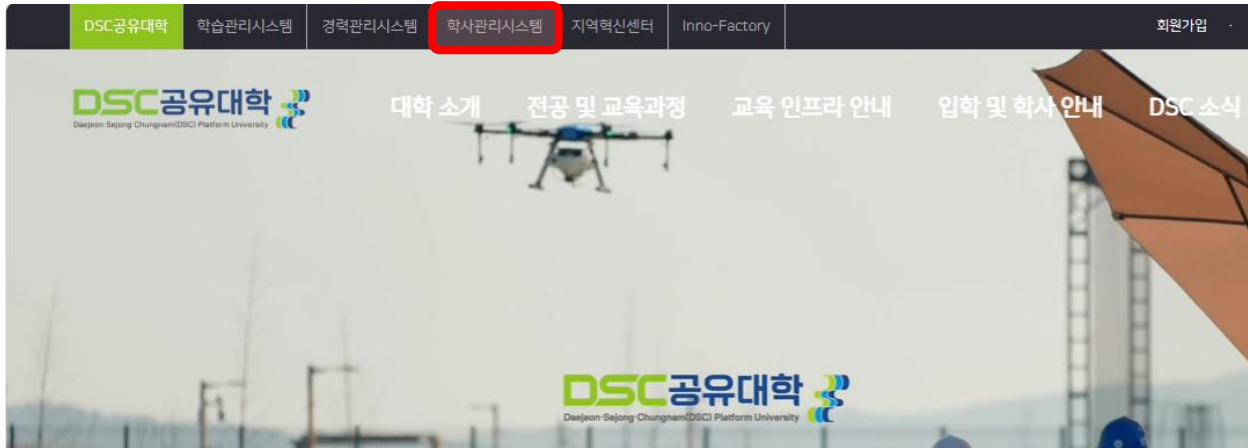 DSC공유대학 학습관리시스템 경력관리시스템 학사관리시스템 지역혁신센터 Inno-Factory 회원가입 ·
DSC공유대학 대학 소개 전공 및 교육과정 교육 인프라 안내 입학 및 학사 안내 DSC 소식
Daejeon Sejong Chungnam(DSC) Platform University
DSC공유대학
Daejeon·Sejong·Chungnam(DSC) Platform University